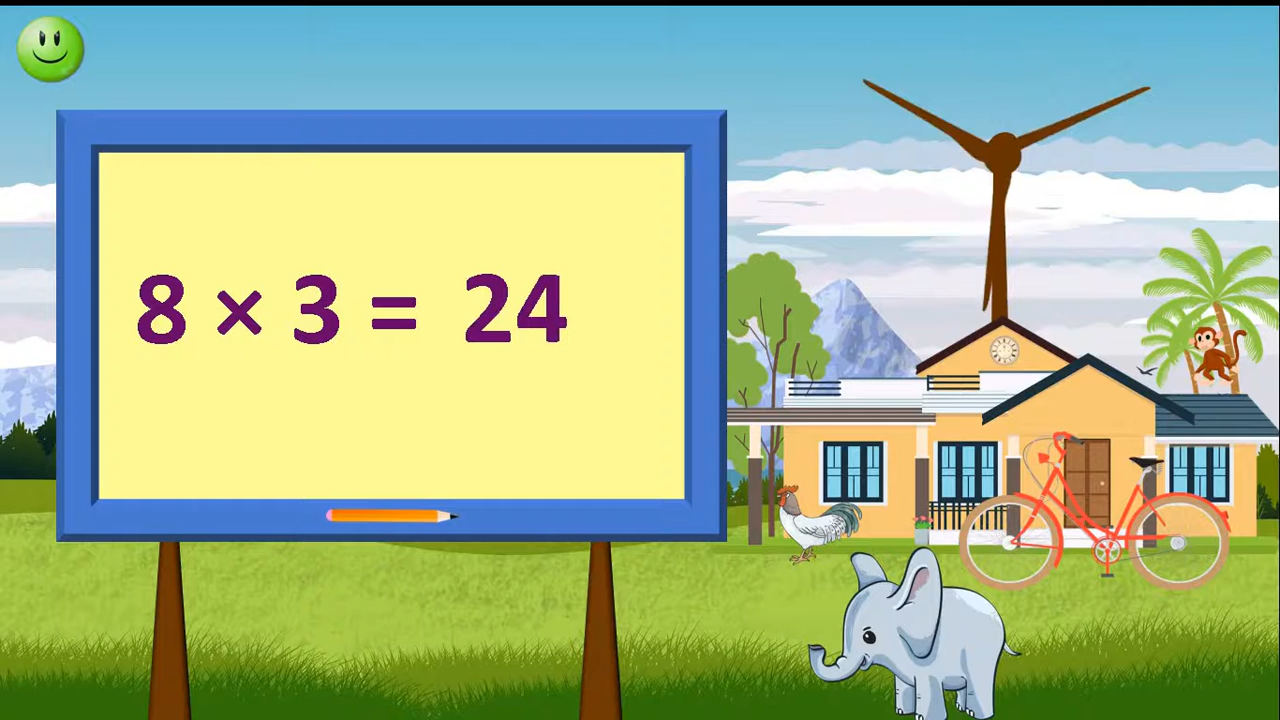 8 × 3 = 24